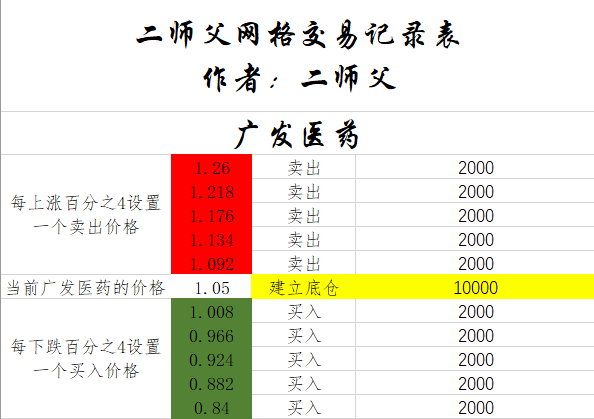 二师父网格交易记录表
作者：二师父
广发医药
每上涨百分之4设置
一个卖出价格
1.26 卖出 2000
1.218 卖出 2000
1.176 卖出 2000
1.134 卖出 2000
1.092 卖出 2000
当前广发医药的价格 1.05 建立底仓 10000
每下跌百分之4设置
一个买入价格
1.008 买入 2000
0.966 买入 2000
0.924 买入 2000
0.882 买入 2000
0.84 买入 2000